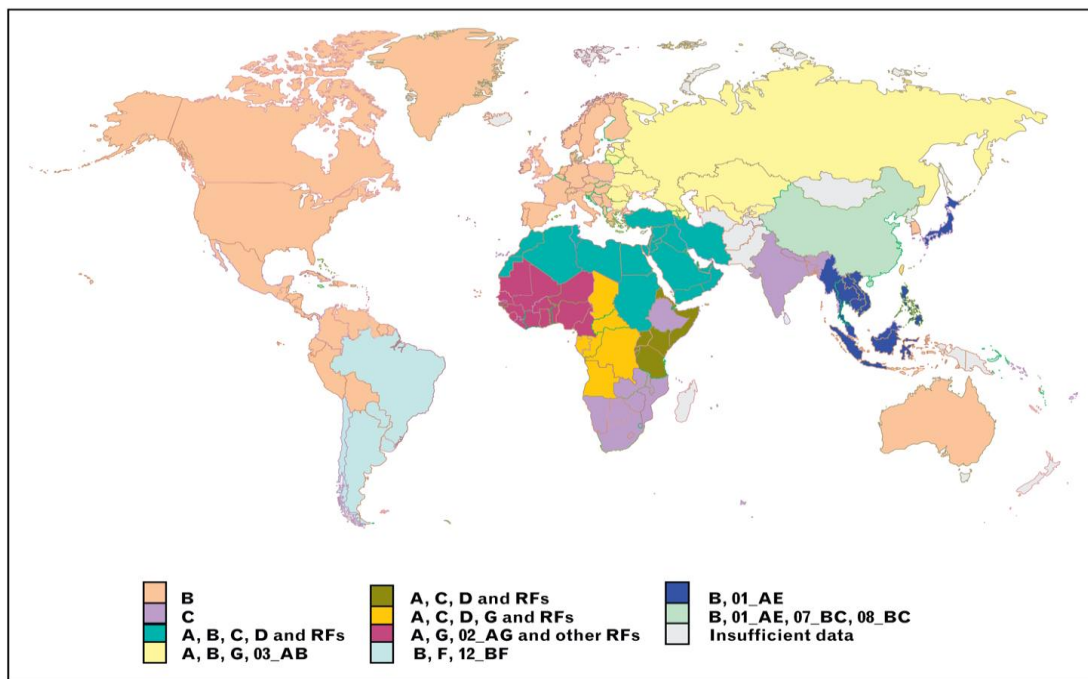 B
C
A, B, C, D and RFs
A, B, G, 03_AB
A, C, D and RFs
A, C, D, G and RFs
A, G, 02_AG and other RFs
B, F, 12_BF
B, 01_AE
B, 01_AE, 07_BC, 08_BC
Insufficient data